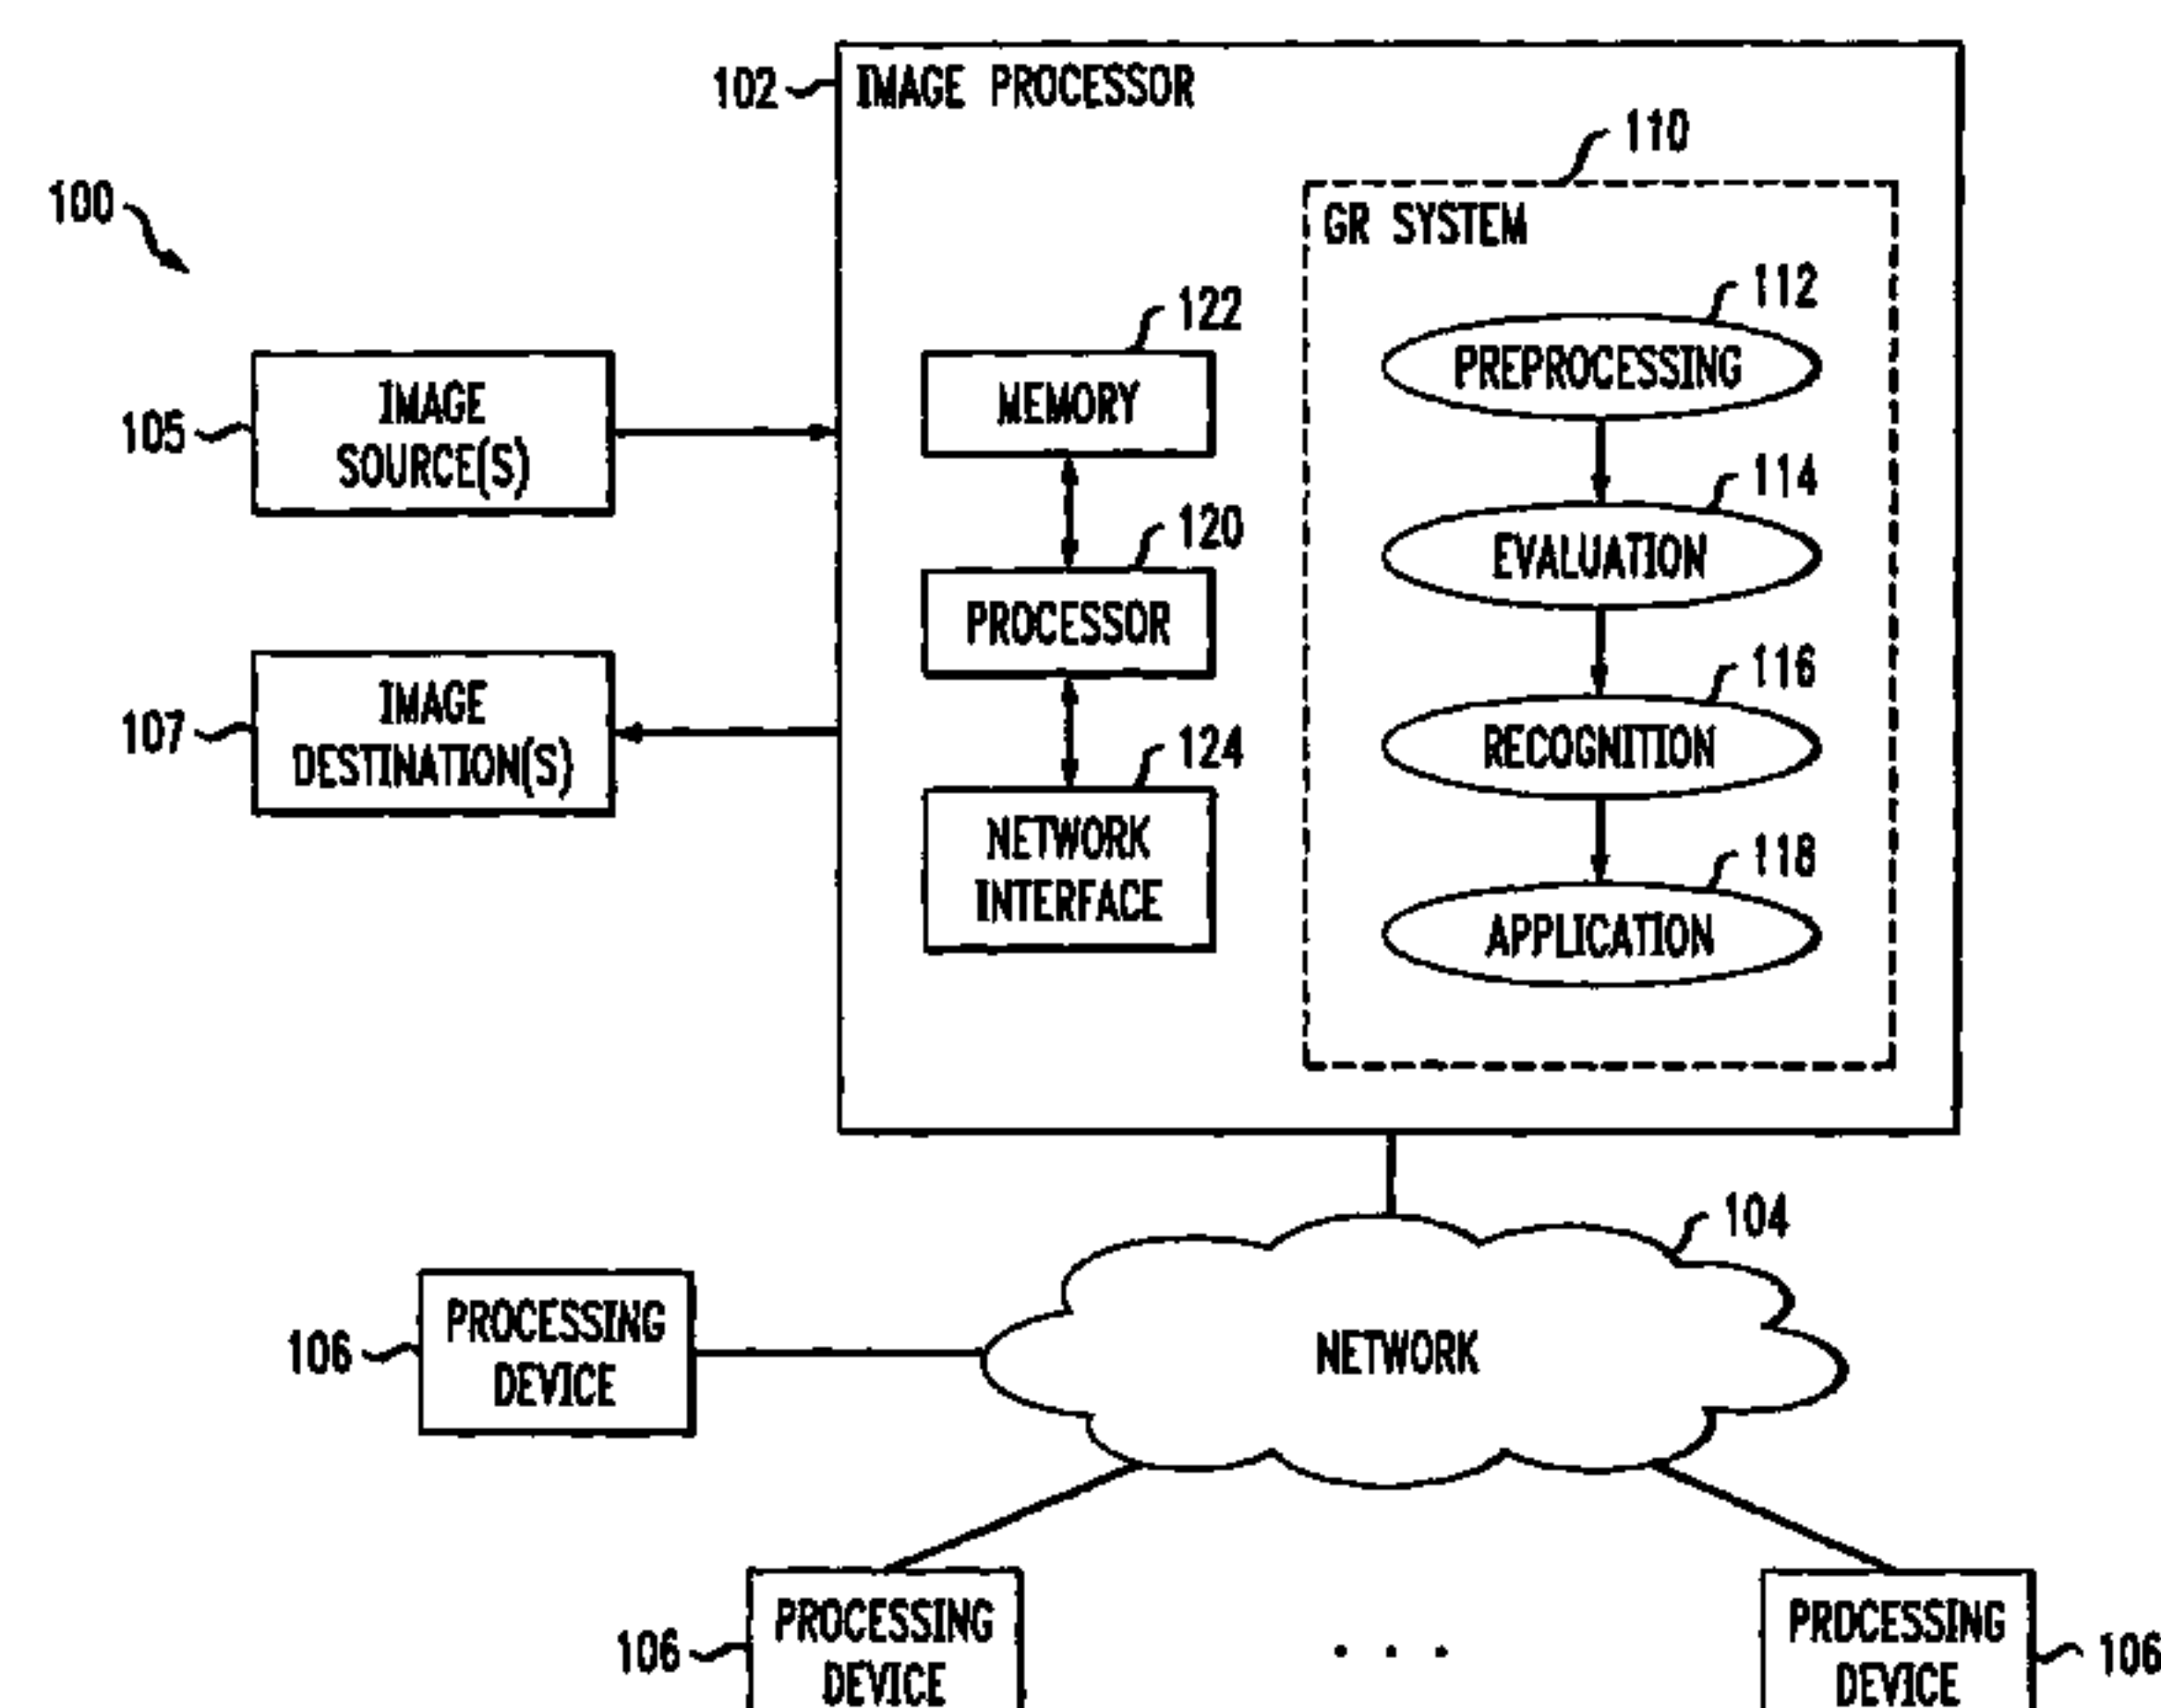 102
IMAGE PROCESSOR
110
100
GR SYSTEM
112
122
PREPROCESSING
IMAGE
SOURCE(S)
105
MEMORY
114
120
EVALUATION
PROCESSOR
116
IMAGE
DESTINATION(S)
107
124
RECOGNITION
NETWORK
INTERFACE
118
APPLICATION
104
PROCESSING
DEVICE
106
NETWORK
PROCESSING
DEVICE
106
. . .
PROCESSING
DEVICE
106